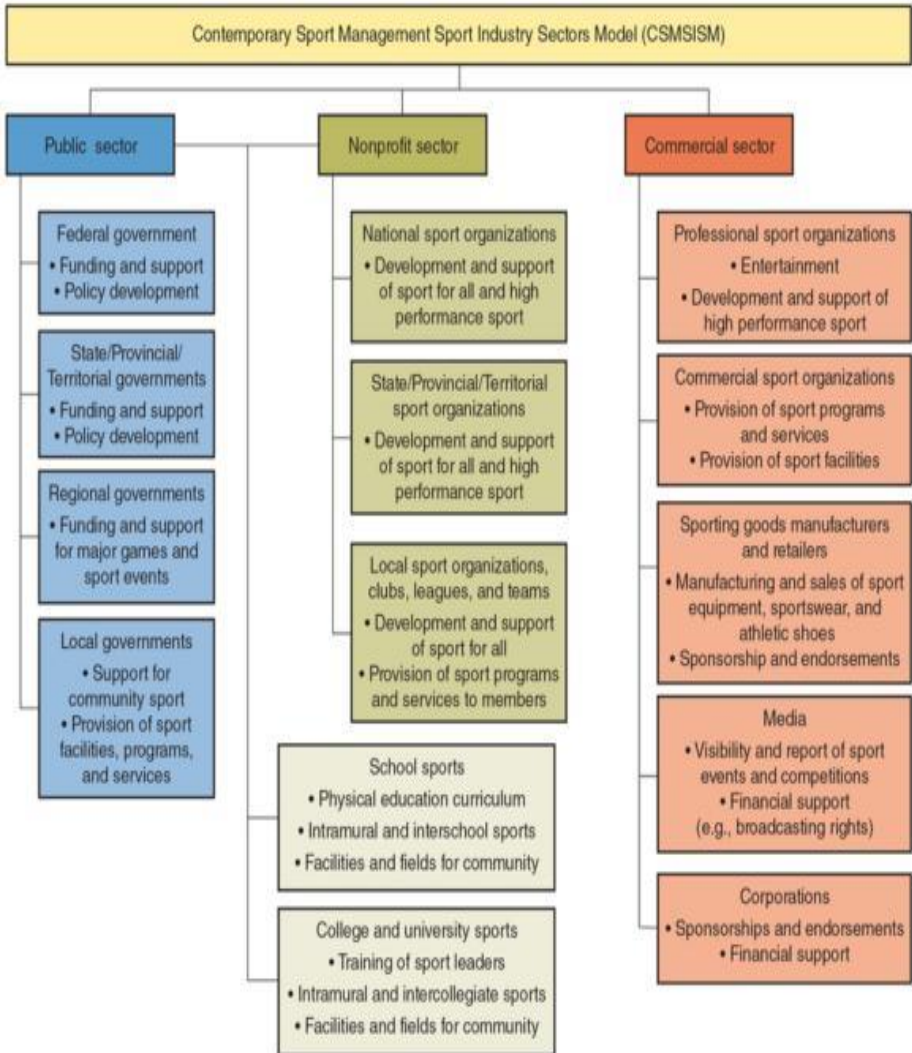 Contemporary Sport Management Sport Industry Sectors Model (CSMSISM)
Public sector
Federal government
• Funding and support
• Policy development
State/Provincial/
Territorial governments
• Funding and support
• Policy development
Regional governments
• Funding and support
for major games and
sport events
Local governments
• Support for
community sport
• Provision of sport
facilities, programs,
and services
Nonprofit sector
National sport organizations
• Development and support
of sport for all and high
performance sport
State/Provincial/Territorial
sport organizations
• Development and support
of sport for all and high
performance sport
Local sport organizations,
clubs, leagues, and teams
• Development and support
of sport for all
• Provision of sport programs
and services to members
School sports
• Physical education curriculum
• Intramural and interschool sports
• Facilities and fields for community
College and university sports
• Training of sport leaders
• Intramural and intercollegiate sports
• Facilities and fields for community
Commercial sector
Professional sport organizations
• Entertainment
• Development and support of
high performance sport
Commercial sport organizations
• Provision of sport programs
and services
• Provision of sport facilities
Sporting goods manufacturers
and retailers
• Manufacturing and sales of sport
equipment, sportswear, and
athletic shoes
• Sponsorship and endorsements
Media
• Visibility and report of sport
events and competitions
• Financial support
(e.g., broadcasting rights)
Corporations
• Sponsorships and endorsements
• Financial support